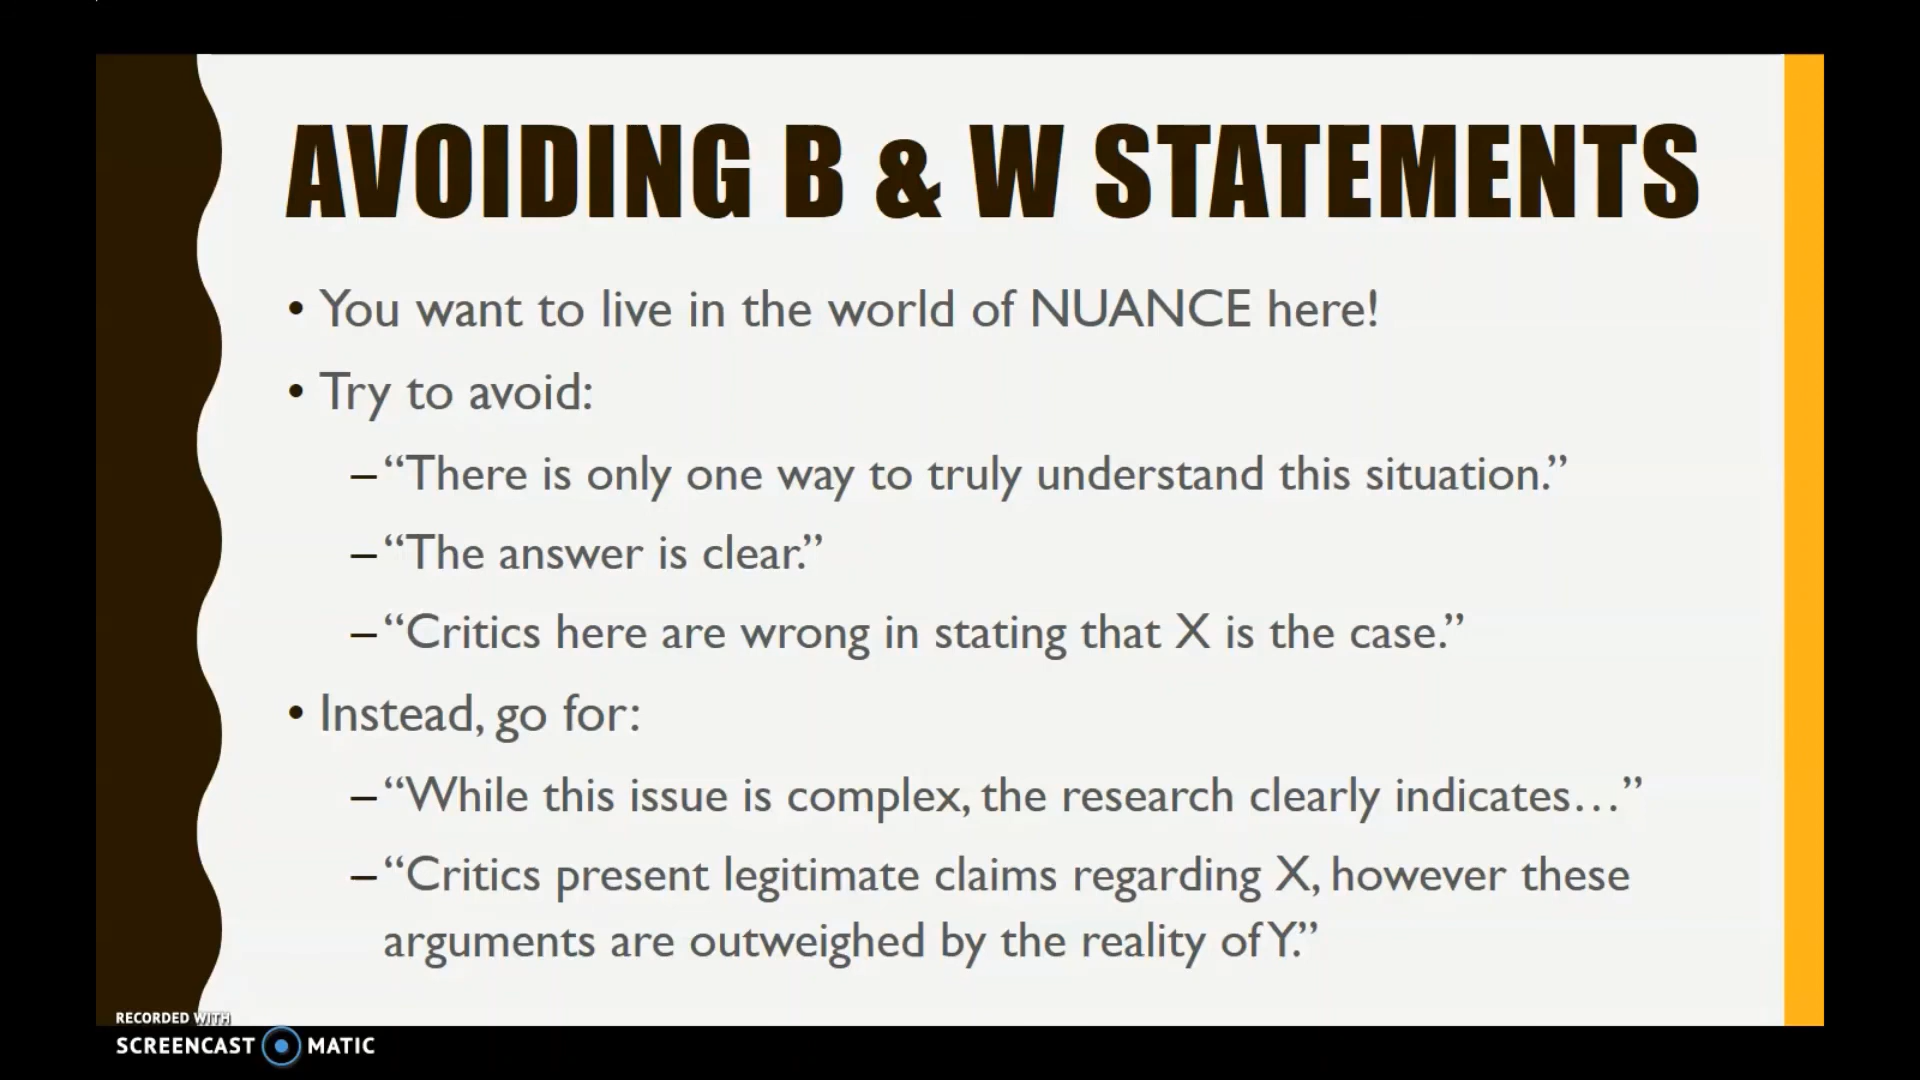 AVOIDING B & W STATEMENTS
• You want to live in the world of NUANCE here!
• Try to avoid:
– “There is only one way to truly understand this situation.”
– “The answer is clear.”
– “Critics here are wrong in stating that X is the case.”
• Instead, go for:
– “While this issue is complex, the research clearly indicates…”
– “Critics present legitimate claims regarding X, however these
arguments are outweighed by the reality of Y.”
RECORDED WITH
SCREENCAST MATIC